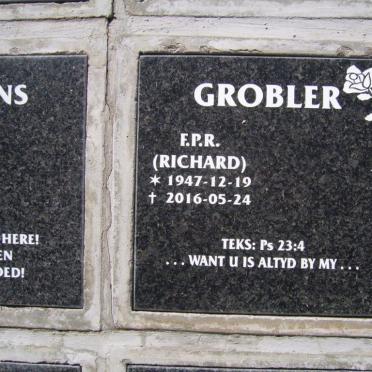 NS
HERE!
EN
DED!
GROBLER
F.P.R.
(RICHARD)
* 1947-12-19
† 2016-05-24
TEKS: Ps 23:4
... WANT U IS ALTYD BY MY ...